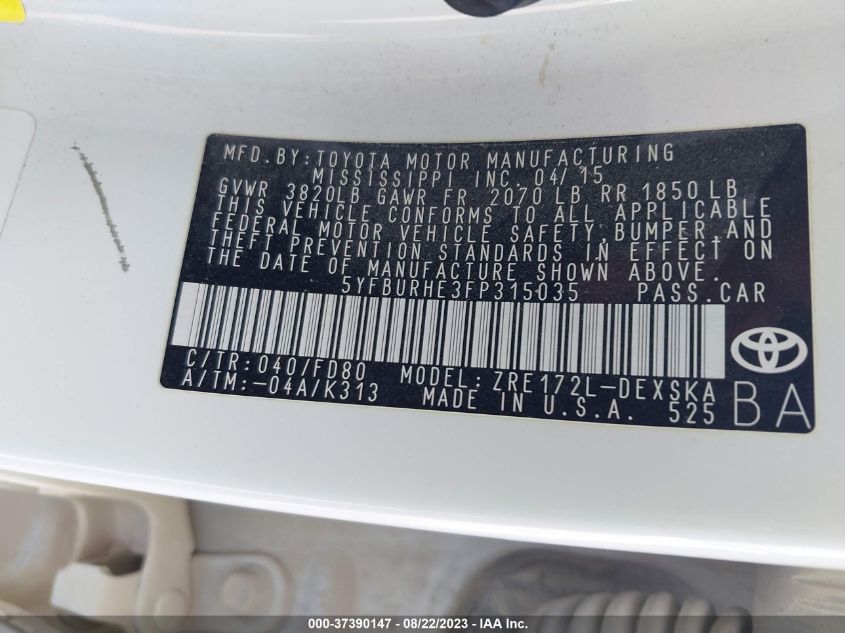 MFD.BY:TOYOTA MOTOR MANUFACTURING
MISSISSIPPI INC. 04/15
GVWR 3820LB GAWR FR 2070 LB RR 1850 LB
THIS VEHICLE CONFORMS TO ALL APPLICABLE
FEDERAL MOTOR VEHICLE SAFETY,BUMPER,AND
THEFT PREVENTION STANDARDS IN EFFECT ON
THE DATE OF MANUFACTURE SHOWN ABOVE.
5YFBURHE3FP315035 PASS.CAR
C/TR:040/FD80 MODEL:ZRE172L-DEXSKA
A/TM:-04A/K313 MADE IN U.S.A. 525
BA
000-37390147 - 08/22/2023 - © IAA Inc.